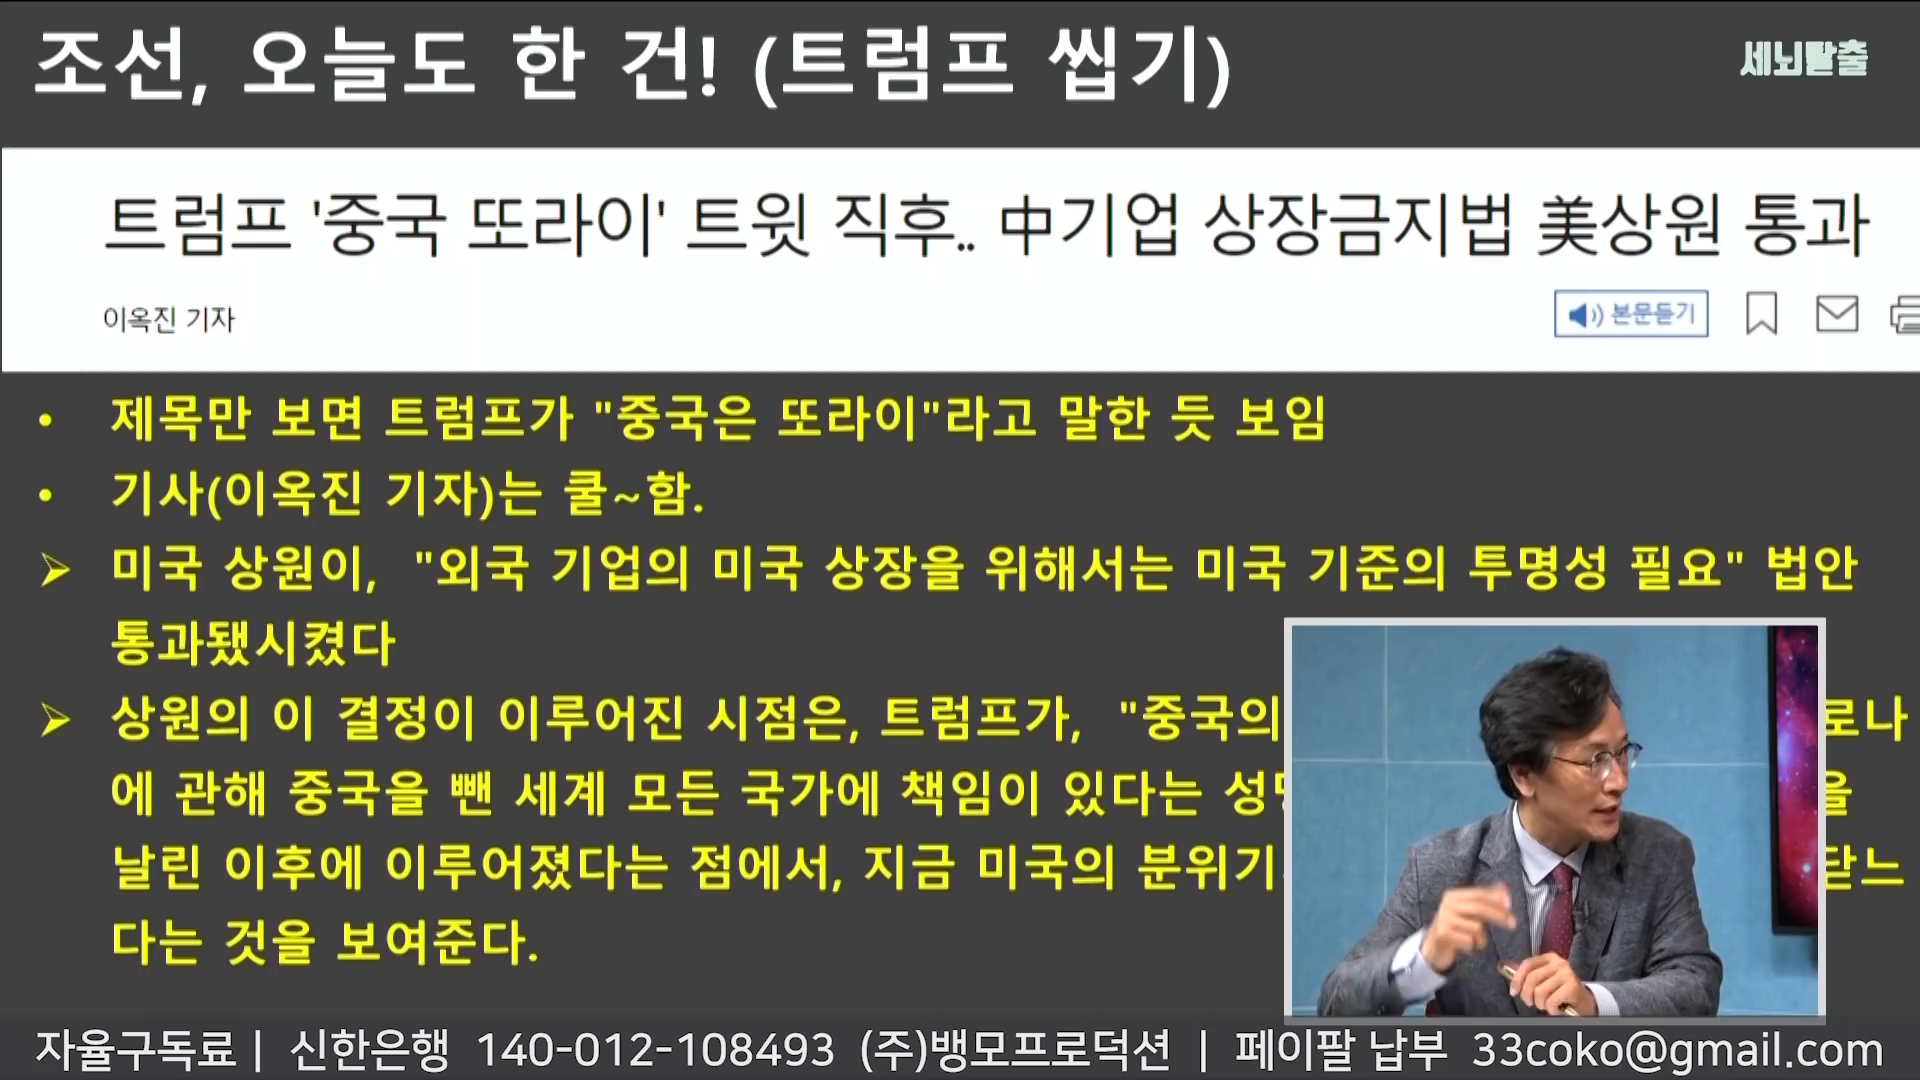 조선, 오늘도 한 건! (트럼프 씹기)
세뇌탈출
트럼프 '중국 또라이' 트윗 직후.. 中기업 상장금지법 美상원 통과
이옥진 기자
본문듣기
• 제목만 보면 트럼프가 "중국은 또라이"라고 말한 듯 보임
• 기사(이옥진 기자)는 쿨~함.
➢ 미국 상원이, "외국 기업의 미국 상장을 위해서는 미국 기준의 투명성 필요" 법안
통과됐시켰다
➢ 상원의 이 결정이 이루어진 시점은, 트럼프가, "중국의 로나
에 관해 중국을 뺀 세계 모든 국가에 책임이 있다는 을
날린 이후에 이루어졌다는 점에서, 지금 미국의 분위기 닫느
다는 것을 보여준다.
자율구독료 | 신한은행 140-012-108493 (주)뱅모프로덕션 | 페이팔 납부 33coko@gmail.com